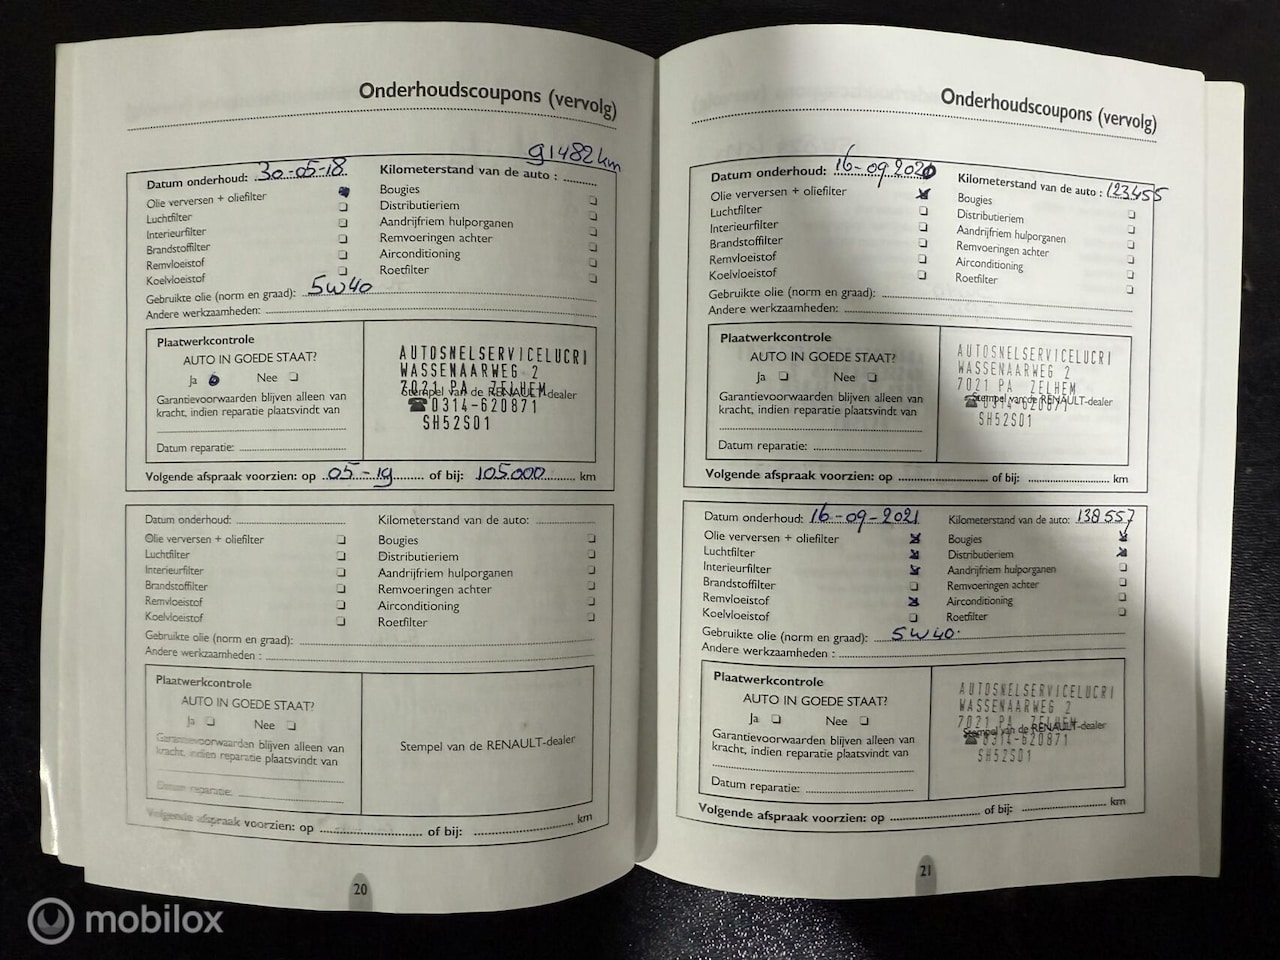 Onderhoudscoupons (vervolg)
91482km
Datum onderhoud: 30-05-18 Kilometerstand van de auto :
Olie verversen + oliefilter Bougies
Luchtfilter Distributieriem
Interieurfilter Aandrijfriem hulporganen
Brandstoffilter Remvoeringen achter
Remvloeistof Airconditioning
Koelvloeistof Roetfilter
Gebruikte olie (norm en graad): 5W40
Andere werkzaamheden:
Plaatwerkcontrole
AUTO IN GOEDE STAAT?
Ja Nee
Garantievoorwaarden blijven alleen van
kracht, indien reparatie plaatsvindt van
Datum reparatie:
AUTOSNELSERVICELUCRI
WASSENAARWEG 2
7021 PA ZELHEM
Stempel van de RENAULT-dealer
☎0314-620871
SH52S01
Volgende afspraak voorzien: op 05-19 of bij: 105.000 km
Datum onderhoud: Kilometerstand van de auto:
Olie verversen + oliefilter Bougies
Luchtfilter Distributieriem
Interieurfilter Aandrijfriem hulporganen
Brandstoffilter Remvoeringen achter
Remvloeistof Airconditioning
Koelvloeistof Roetfilter
Gebruikte olie (norm en graad):
Andere werkzaamheden :
Plaatwerkcontrole
AUTO IN GOEDE STAAT?
Ja Nee
Garantievoorwaarden blijven alleen van
kracht, indien reparatie plaatsvindt van
Datum reparatie:
Stempel van de RENAULT-dealer
Volgende afspraak voorzien: op of bij: km
20
Onderhoudscoupons (vervolg)
Datum onderhoud: 16-09-2020 Kilometerstand van de auto : 123455
Olie verversen + oliefilter Bougies
Luchtfilter Distributieriem
Interieurfilter Aandrijfriem hulporganen
Brandstoffilter Remvoeringen achter
Remvloeistof Airconditioning
Koelvloeistof Roetfilter
Gebruikte olie (norm en graad):
Andere werkzaamheden:
Plaatwerkcontrole
AUTO IN GOEDE STAAT?
Ja Nee
Garantievoorwaarden blijven alleen van
kracht, indien reparatie plaatsvindt van
Datum reparatie:
AUTOSNELSERVICELUCRI
WASSENAARWEG 2
7021 PA ZELHEM
Stempel van de RENAULT-dealer
☎0314-620871
SH52S01
Volgende afspraak voorzien: op of bij: km
Datum onderhoud: 16-09-2021 Kilometerstand van de auto: 138557
Olie verversen + oliefilter Bougies
Luchtfilter Distributieriem
Interieurfilter Aandrijfriem hulporganen
Brandstoffilter Remvoeringen achter
Remvloeistof Airconditioning
Koelvloeistof Roetfilter
Gebruikte olie (norm en graad): 5W40
Andere werkzaamheden:
Plaatwerkcontrole
AUTO IN GOEDE STAAT?
Ja Nee
Garantievoorwaarden blijven alleen van
kracht, indien reparatie plaatsvindt van
Datum reparatie:
AUTOSNELSERVICELUCRI
WASSENAARWEG 2
7021 PA ZELHEM
Stempel van de RENAULT-dealer
☎0314-620871
SH52S01
Volgende afspraak voorzien: op of bij: km
21
mobilox